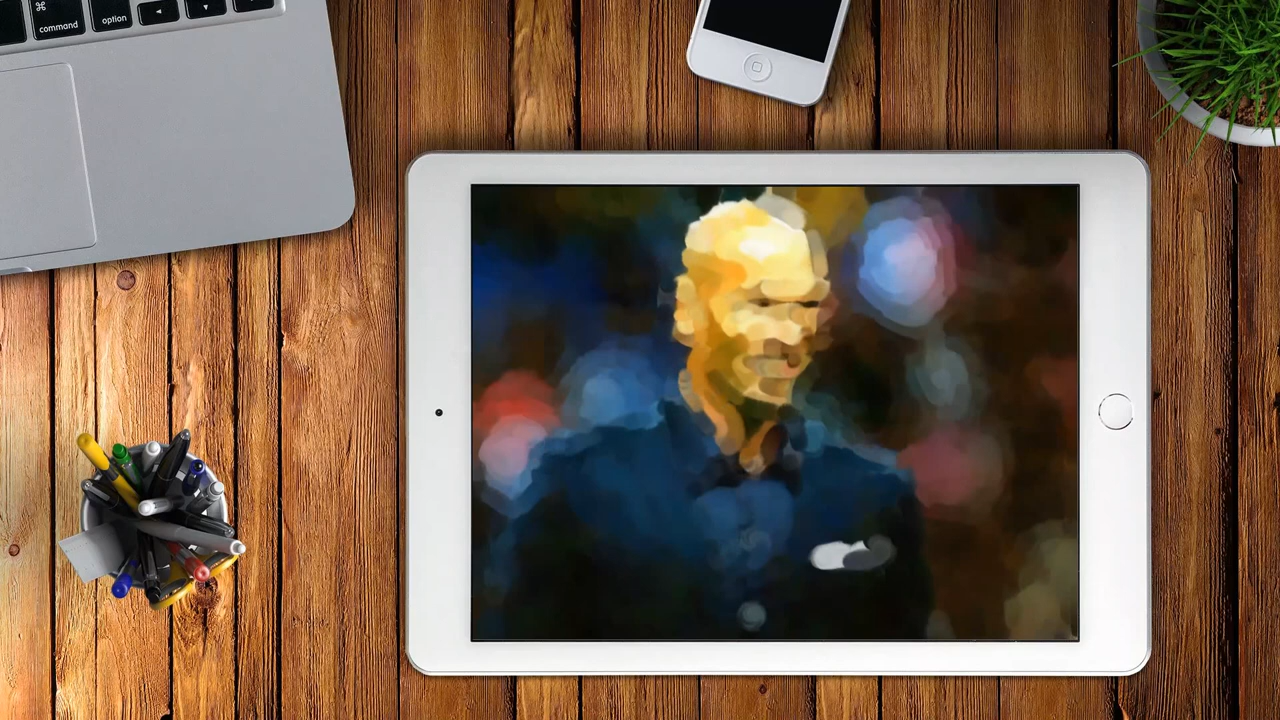 ⌘
command
option
◄
▼